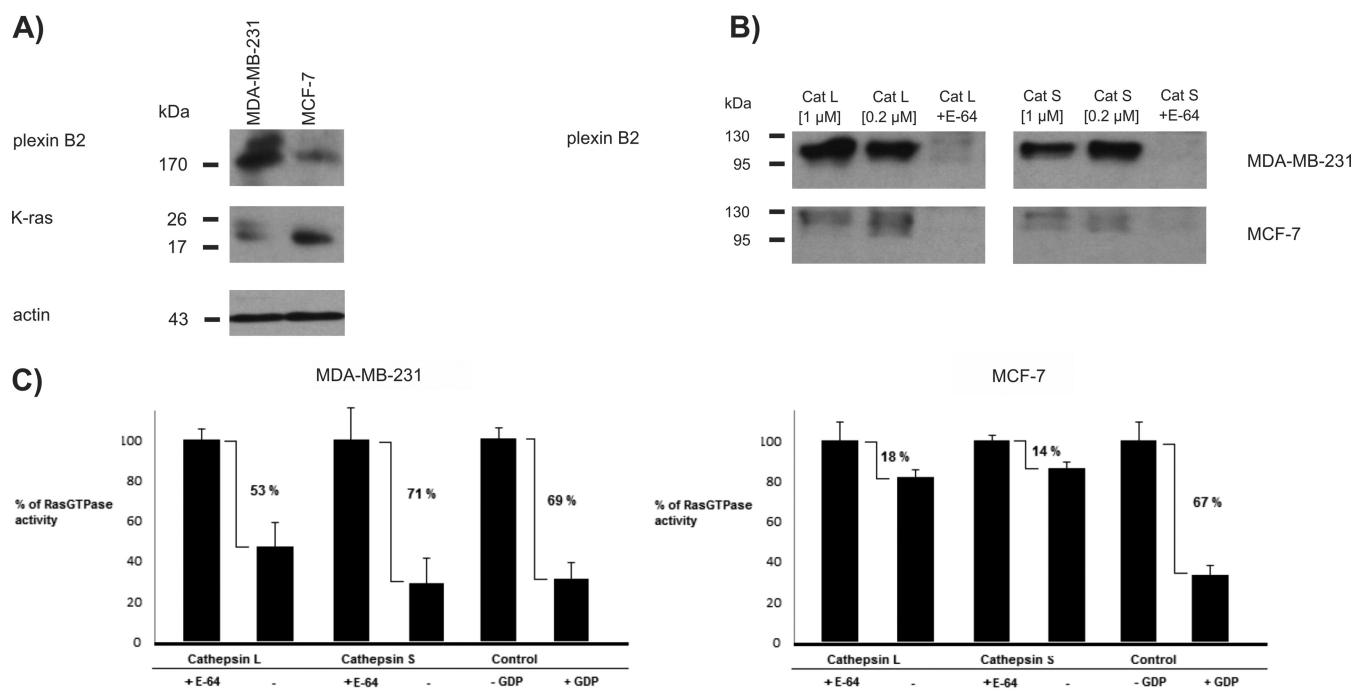 A)
MDA-MB-231
MCF-7
kDa
plexin B2
170
K-ras
26
17
actin
43
B)
kDa
Cat L [1 µM]
Cat L [0.2 µM]
Cat L +E-64
Cat S [1 µM]
Cat S [0.2 µM]
Cat S +E-64
plexin B2
130
95
MDA-MB-231
130
95
MCF-7
C)
MDA-MB-231
100
80
60
40
20
0
% of RasGTPase
activity
53 %
71 %
69 %
Cathepsin L
Cathepsin S
Control
+ E-64
-
+ E-64
-
- GDP
+ GDP
MCF-7
100
80
60
40
20
0
% of RasGTPase
activity
18 %
14 %
67 %
Cathepsin L
Cathepsin S
Control
+ E-64
-
+ E-64
-
- GDP
+ GDP